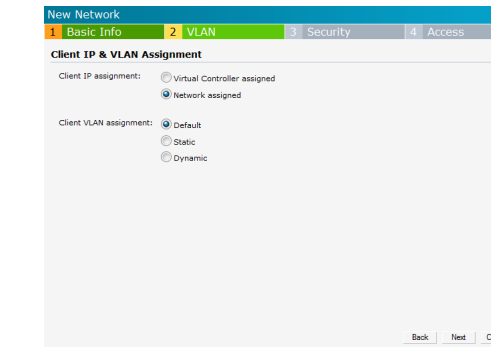 New Network
1 Basic Info 2 VLAN 3 Security 4 Access
Client IP & VLAN Assignment
Client IP assignment: Virtual Controller assigned
Network assigned
Client VLAN assignment: Default
Static
Dynamic
Back Next